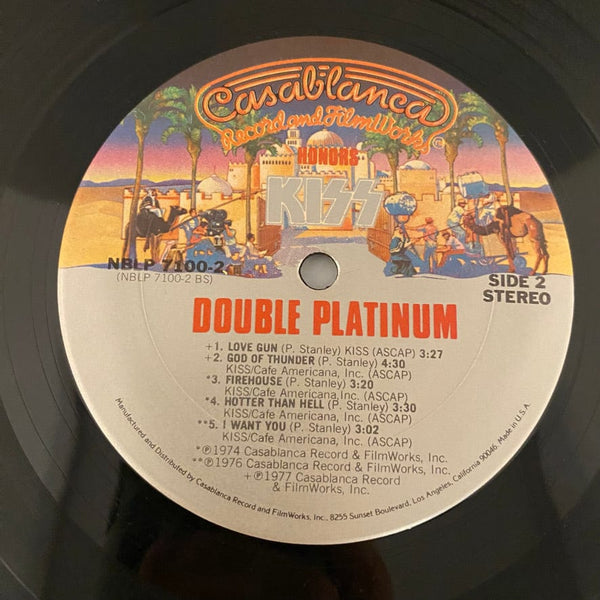 Casablanca
Record and FilmWorks
HONORS
KISS
NBLP 7100-2
(NBLP 7100-2 BS)
SIDE 2
STEREO
DOUBLE PLATINUM
+1. LOVE GUN (P. Stanley) KISS (ASCAP) 3:27
+2. GOD OF THUNDER (P. Stanley) 4:30
KISS/Cafe Americana, Inc. (ASCAP)
*3. FIREHOUSE (P. Stanley) 3:20
KISS/Cafe Americana, Inc. (ASCAP)
*4. HOTTER THAN HELL (P. Stanley) 3:30
KISS/Cafe Americana, Inc. (ASCAP)
**5. I WANT YOU (P. Stanley) 3:02
KISS/Cafe Americana, Inc. (ASCAP)
*℗1974 Casablanca Record & FilmWorks, Inc.
**℗1976 Casablanca Record & FilmWorks, Inc.
+℗1977 Casablanca Record
& FilmWorks, Inc.
Manufactured and Distributed by Casablanca Record and FilmWorks, Inc., 8255 Sunset Boulevard, Los Angeles, California 90046, Made in U.S.A.